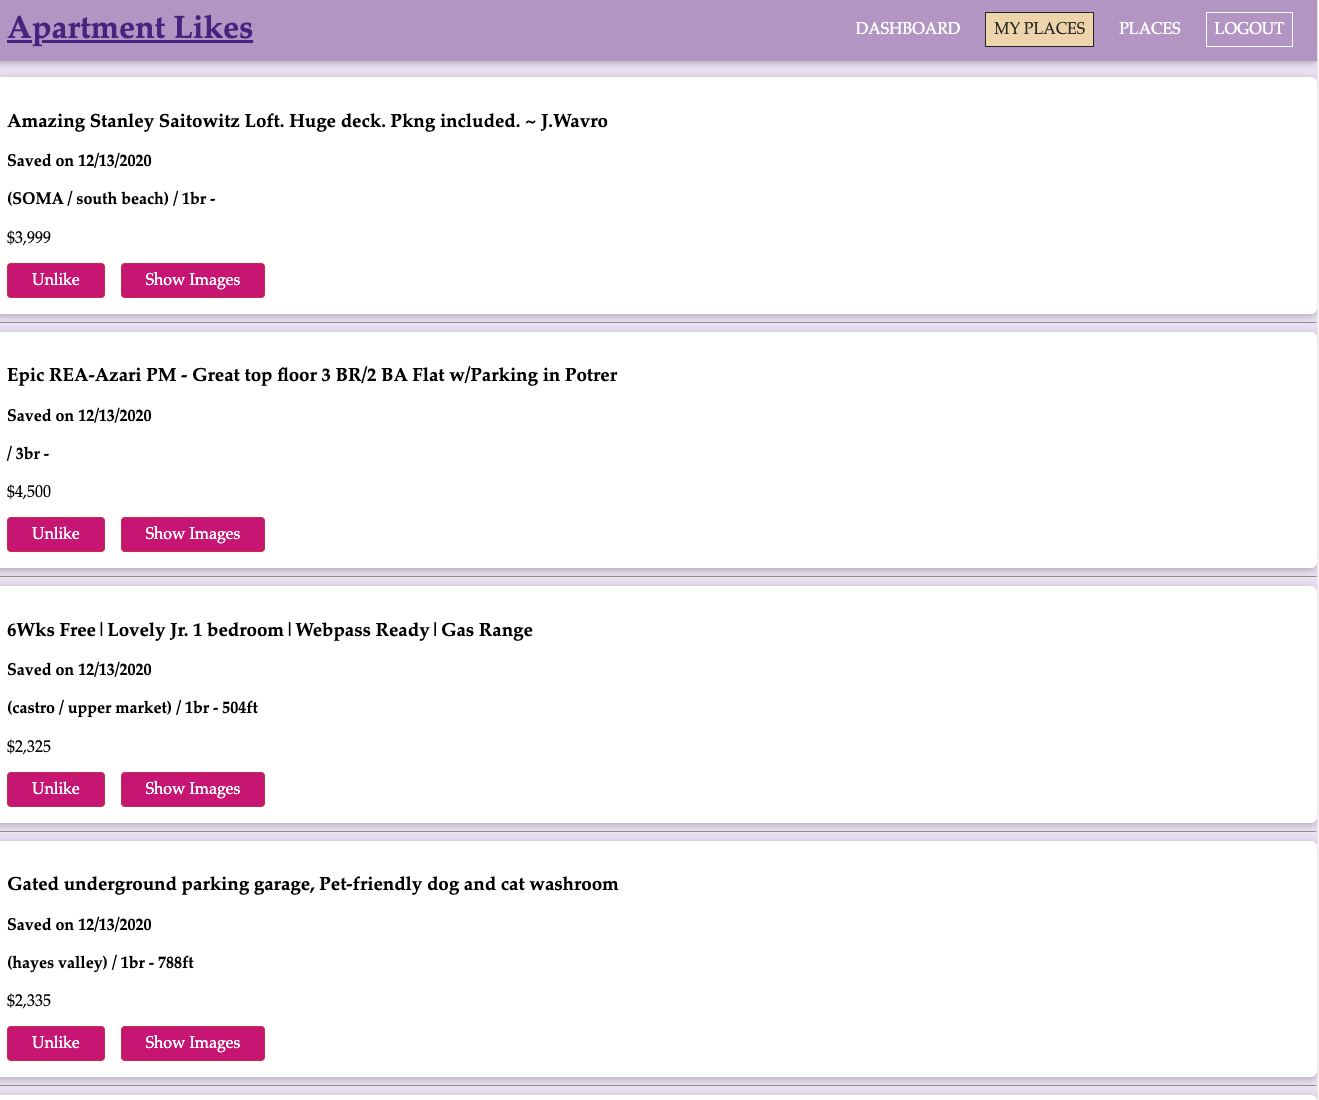 Apartment Likes
DASHBOARD
MY PLACES
PLACES
LOGOUT
Amazing Stanley Saitowitz Loft. Huge deck. Pkng included. ~ J.Wavro
Saved on 12/13/2020
(SOMA / south beach) / 1br -
$3,999
Unlike
Show Images
Epic REA-Azari PM - Great top floor 3 BR/2 BA Flat w/Parking in Potrer
Saved on 12/13/2020
/ 3br -
$4,500
Unlike
Show Images
6Wks Free | Lovely Jr. 1 bedroom | Webpass Ready | Gas Range
Saved on 12/13/2020
(castro / upper market) / 1br - 504ft
$2,325
Unlike
Show Images
Gated underground parking garage, Pet-friendly dog and cat washroom
Saved on 12/13/2020
(hayes valley) / 1br - 788ft
$2,335
Unlike
Show Images